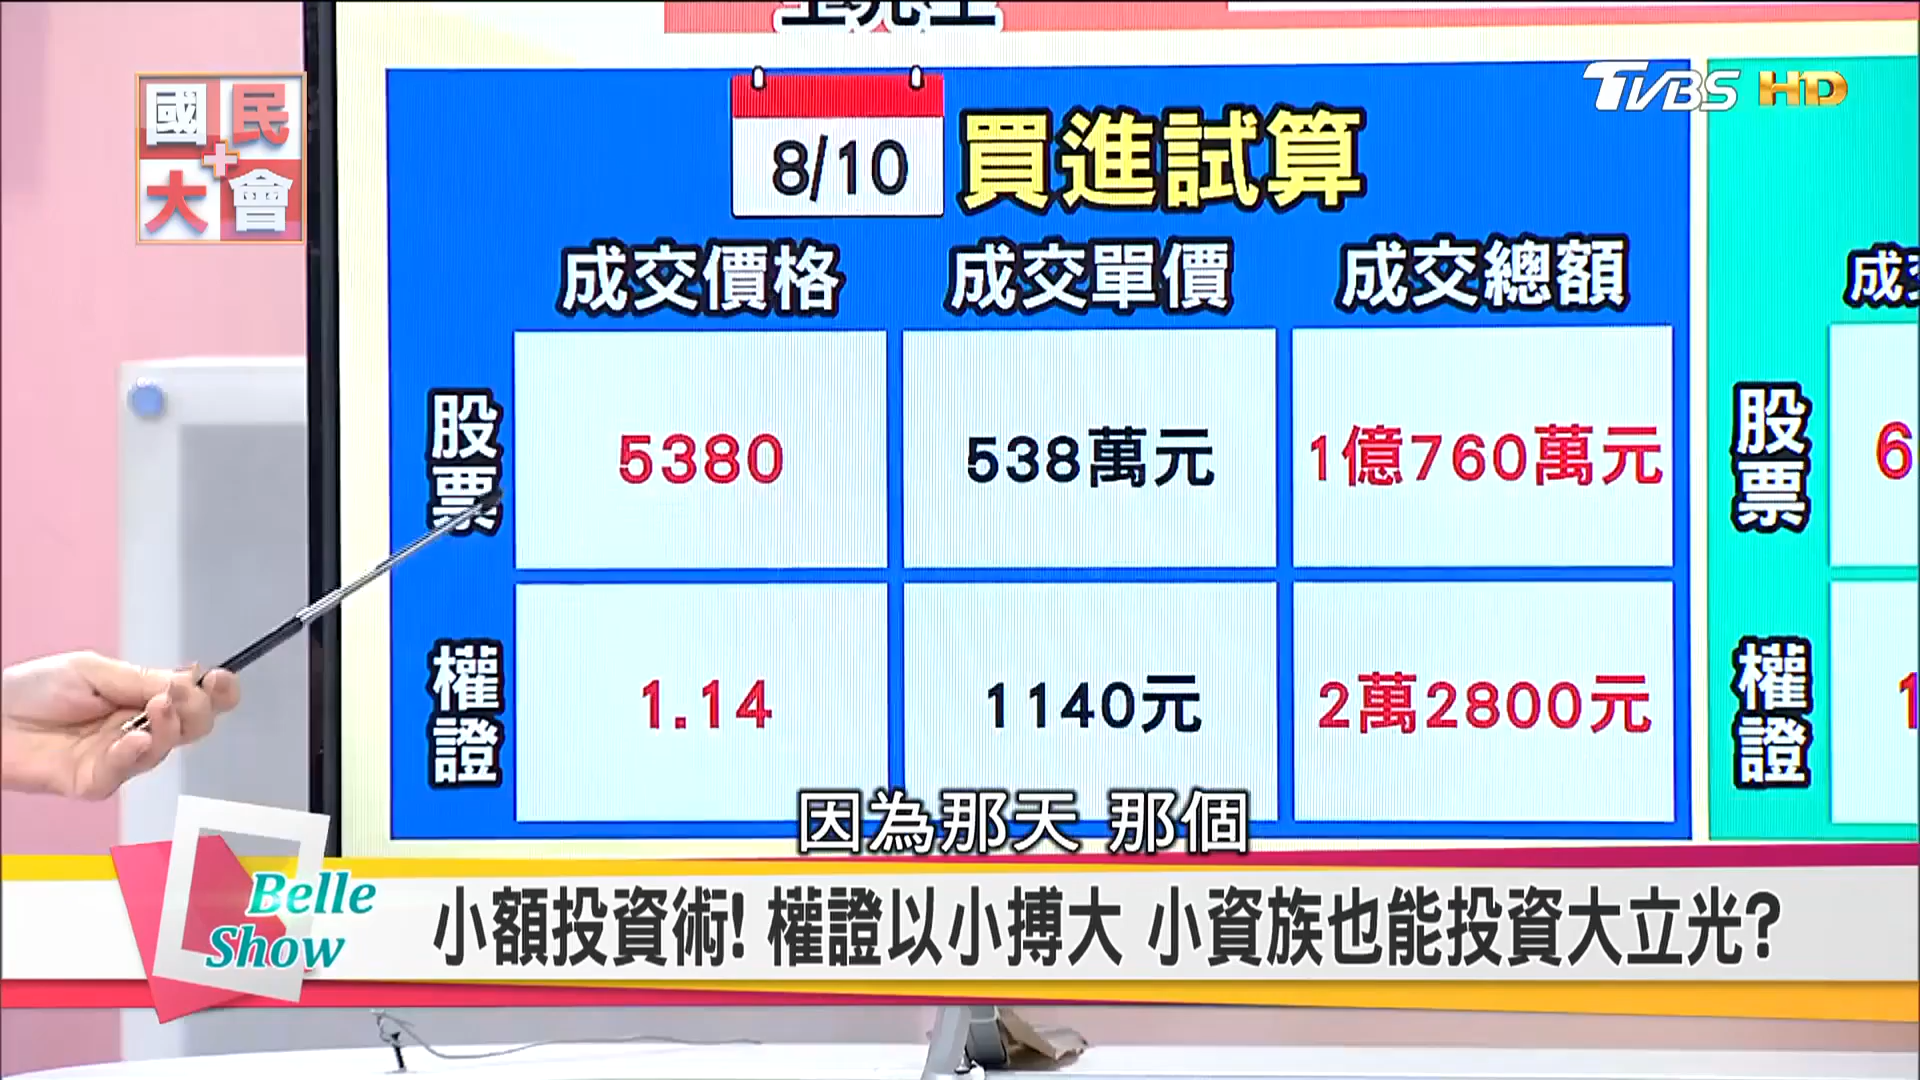 國民
大會
TVBS HD
8/10 買進試算
成交價格 成交單價 成交總額
股票 5380 538萬元 1億760萬元
權證 1.14 1140元 2萬2800元
成
股票 6
權證 1
因為那天 那個
Belle
Show
小額投資術! 權證以小搏大 小資族也能投資大立光?